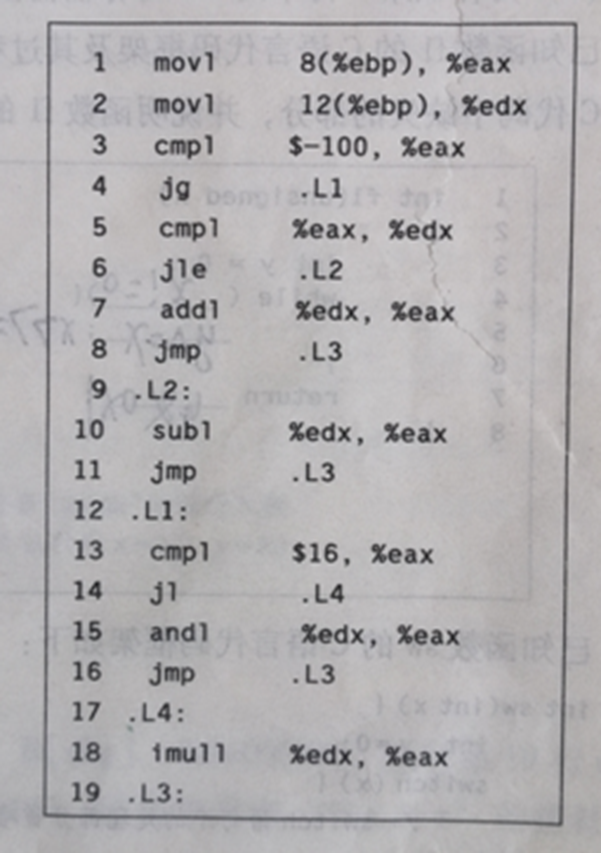 1 movl 8(%ebp), %eax
2 movl 12(%ebp), %edx
3 cmpl $-100, %eax
4 jg .L1
5 cmpl %eax, %edx
6 jle .L2
7 addl %edx, %eax
8 jmp .L3
9 .L2:
10 subl %edx, %eax
11 jmp .L3
12 .L1:
13 cmpl $16, %eax
14 jl .L4
15 andl %edx, %eax
16 jmp .L3
17 .L4:
18 imull %edx, %eax
19 .L3: